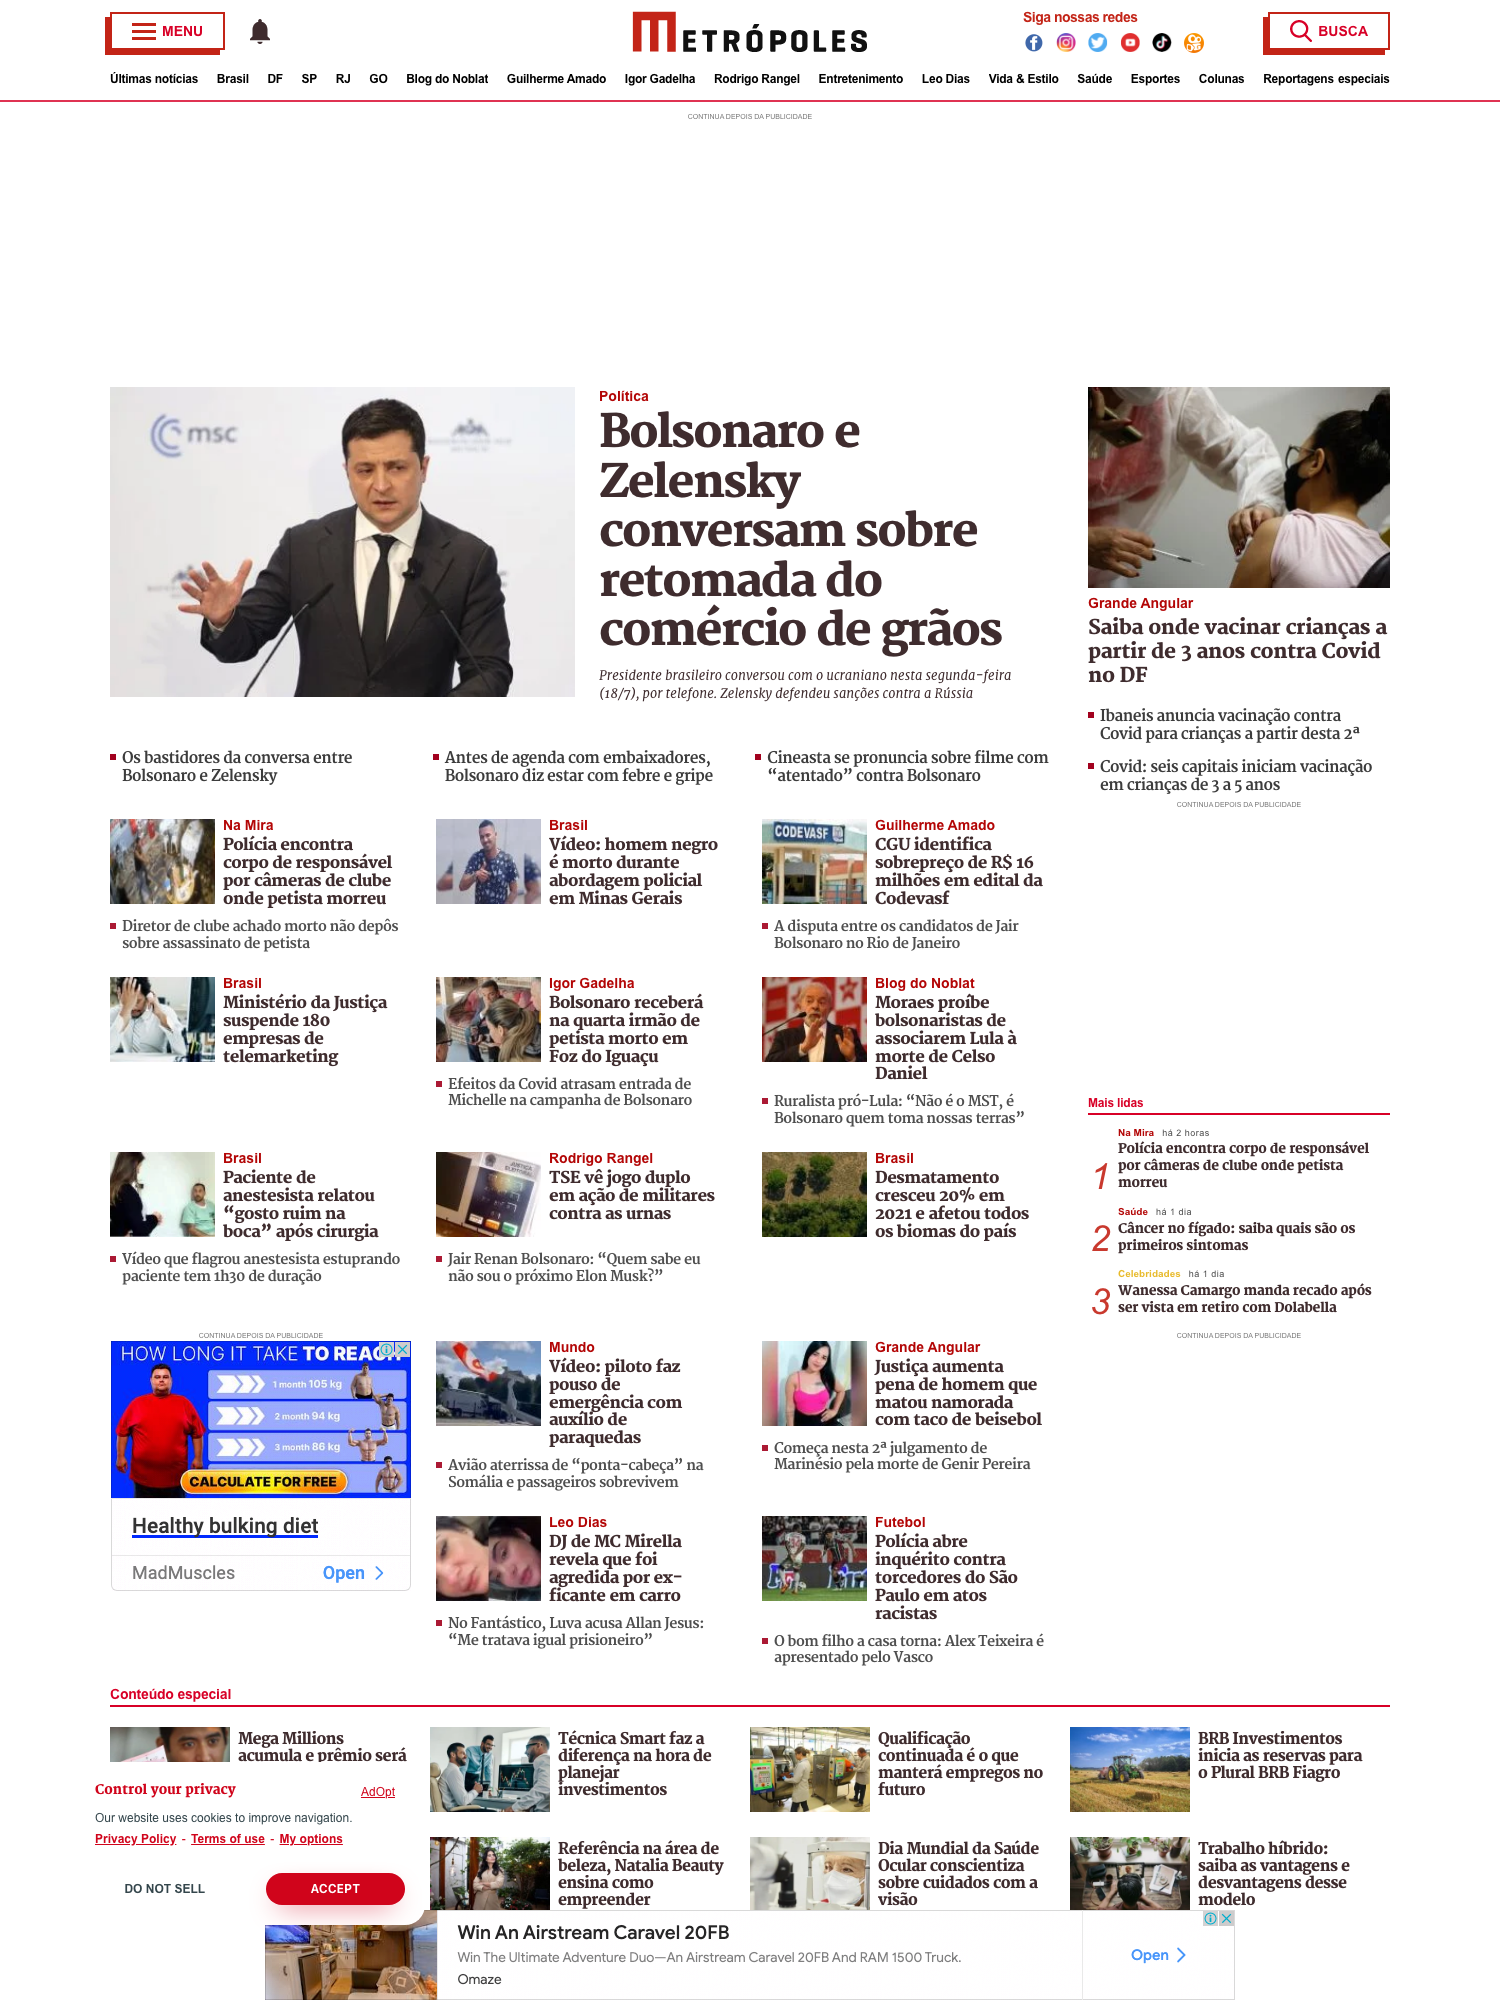 MENU
METRÓPOLES
Siga nossas redes
BUSCA
Últimas notícias Brasil DF SP RJ GO Blog do Noblat Guilherme Amado Igor Gadelha Rodrigo Rangel Entretenimento Leo Dias Vida & Estilo Saúde Esportes Colunas Reportagens especiais
CONTINUA DEPOIS DA PUBLICIDADE
msc
Política
Bolsonaro e
Zelensky
conversam sobre
retomada do
comércio de grãos
Presidente brasileiro conversou com o ucraniano nesta segunda-feira
(18/7), por telefone. Zelensky defendeu sanções contra a Rússia
Grande Angular
Saiba onde vacinar crianças a
partir de 3 anos contra Covid
no DF
Ibaneis anuncia vacinação contra
Covid para crianças a partir desta 2ª
Covid: seis capitais iniciam vacinação
em crianças de 3 a 5 anos
CONTINUA DEPOIS DA PUBLICIDADE
Os bastidores da conversa entre
Bolsonaro e Zelensky
Antes de agenda com embaixadores,
Bolsonaro diz estar com febre e gripe
Cineasta se pronuncia sobre filme com
“atentado” contra Bolsonaro
Na Mira
Polícia encontra
corpo de responsável
por câmeras de clube
onde petista morreu
Diretor de clube achado morto não depôs
sobre assassinato de petista
Brasil
Vídeo: homem negro
é morto durante
abordagem policial
em Minas Gerais
CODEVASF
Guilherme Amado
CGU identifica
sobrepreço de R$ 16
milhões em edital da
Codevasf
A disputa entre os candidatos de Jair
Bolsonaro no Rio de Janeiro
Brasil
Ministério da Justiça
suspende 180
empresas de
telemarketing
Igor Gadelha
Bolsonaro receberá
na quarta irmão de
petista morto em
Foz do Iguaçu
Efeitos da Covid atrasam entrada de
Michelle na campanha de Bolsonaro
Blog do Noblat
Moraes proíbe
bolsonaristas de
associarem Lula à
morte de Celso
Daniel
Ruralista pró-Lula: “Não é o MST, é
Bolsonaro quem toma nossas terras”
Brasil
Paciente de
anestesista relatou
“gosto ruim na
boca” após cirurgia
Vídeo que flagrou anestesista estuprando
paciente tem 1h30 de duração
Rodrigo Rangel
TSE vê jogo duplo
em ação de militares
contra as urnas
Jair Renan Bolsonaro: “Quem sabe eu
não sou o próximo Elon Musk?”
Brasil
Desmatamento
cresceu 20% em
2021 e afetou todos
os biomas do país
Mais lidas
Na Mira há 2 horas
1 Polícia encontra corpo de responsável
por câmeras de clube onde petista
morreu
Saúde há 1 dia
2 Câncer no fígado: saiba quais são os
primeiros sintomas
Celebridades há 1 dia
3 Wanessa Camargo manda recado após
ser vista em retiro com Dolabella
CONTINUA DEPOIS DA PUBLICIDADE
CONTINUA DEPOIS DA PUBLICIDADE
HOW LONG IT TAKE TO REACH
1 month 105 kg
2 month 94 kg
3 month 86 kg
CALCULATE FOR FREE
Healthy bulking diet
MadMuscles
Open
Mundo
Vídeo: piloto faz
pouso de
emergência com
auxílio de
paraquedas
Avião aterrissa de “ponta-cabeça” na
Somália e passageiros sobrevivem
Grande Angular
Justiça aumenta
pena de homem que
matou namorada
com taco de beisebol
Começa nesta 2ª julgamento de
Marinésio pela morte de Genir Pereira
Leo Dias
DJ de MC Mirella
revela que foi
agredida por ex-
ficante em carro
No Fantástico, Luva acusa Allan Jesus:
“Me tratava igual prisioneiro”
Futebol
Polícia abre
inquérito contra
torcedores do São
Paulo em atos
racistas
O bom filho a casa torna: Alex Teixeira é
apresentado pelo Vasco
Conteúdo especial
Mega Millions
acumula e prêmio será
Técnica Smart faz a
diferença na hora de
planejar
investimentos
Qualificação
continuada é o que
manterá empregos no
futuro
BRB Investimentos
inicia as reservas para
o Plural BRB Fiagro
Control your privacy
AdOpt
Our website uses cookies to improve navigation.
Privacy Policy - Terms of use - My options
DO NOT SELL
ACCEPT
Referência na área de
beleza, Natalia Beauty
ensina como
empreender
Dia Mundial da Saúde
Ocular conscientiza
sobre cuidados com a
visão
Trabalho híbrido:
saiba as vantagens e
desvantagens desse
modelo
Win An Airstream Caravel 20FB
Win The Ultimate Adventure Duo—An Airstream Caravel 20FB And RAM 1500 Truck.
Omaze
Open